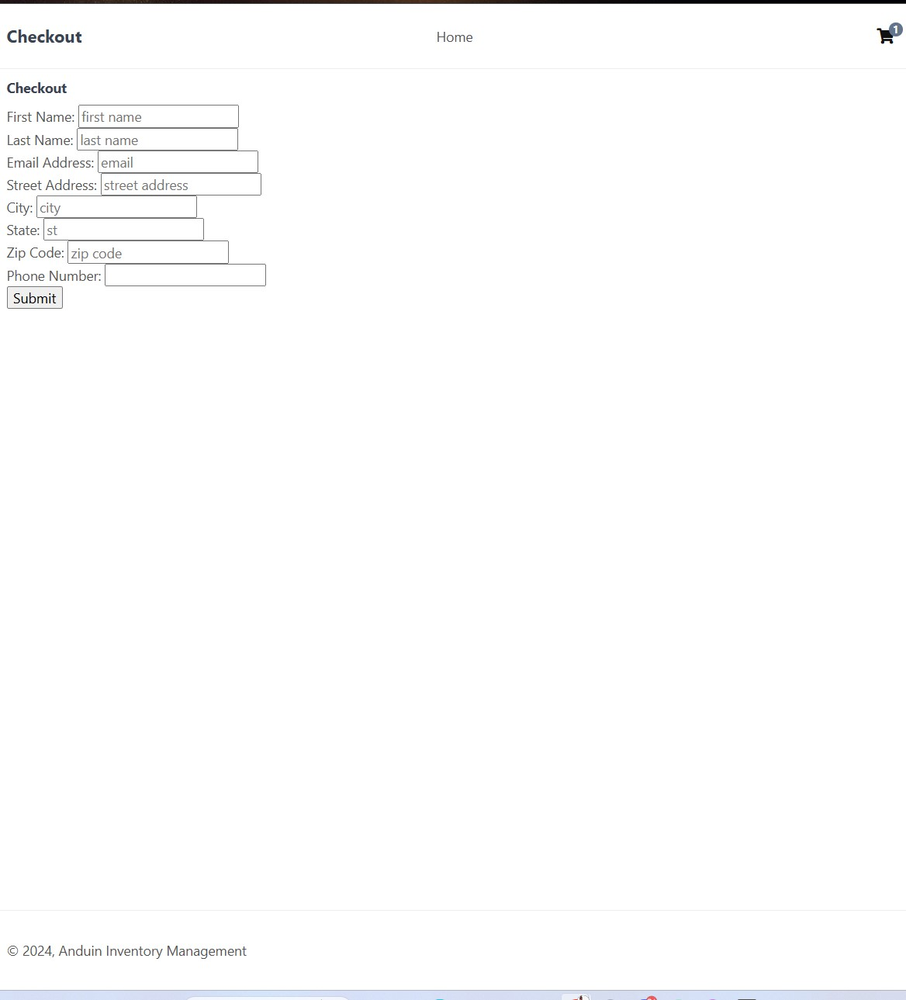 Checkout Home 1
Checkout
First Name: first name
Last Name: last name
Email Address: email
Street Address: street address
City: city
State: st
Zip Code: zip code
Phone Number:
Submit
© 2024, Anduin Inventory Management